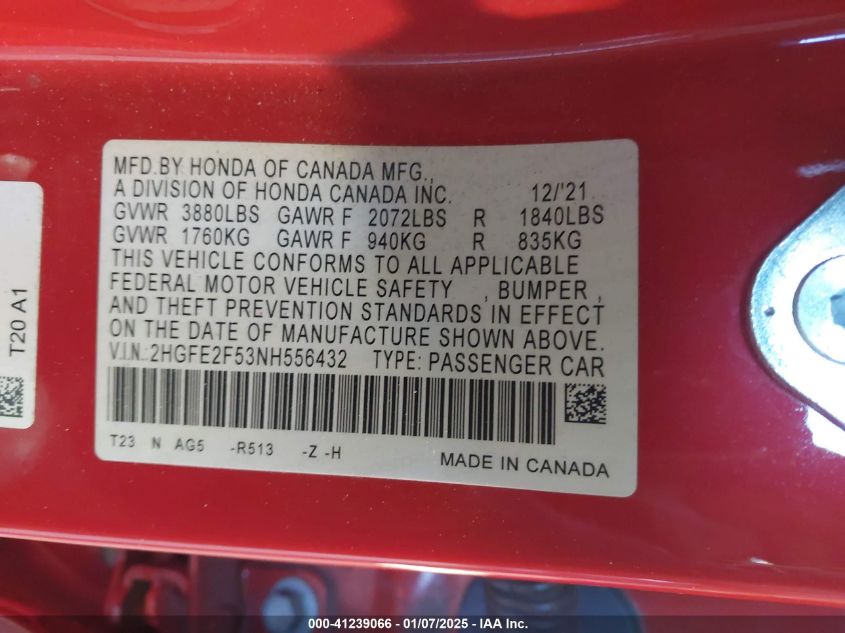 MFD.BY HONDA OF CANADA MFG.,
A DIVISION OF HONDA CANADA INC. 12/'21
GVWR 3880LBS GAWR F 2072LBS R 1840LBS
GVWR 1760KG GAWR F 940KG R 835KG
THIS VEHICLE CONFORMS TO ALL APPLICABLE
FEDERAL MOTOR VEHICLE SAFETY , BUMPER ,
AND THEFT PREVENTION STANDARDS IN EFFECT
ON THE DATE OF MANUFACTURE SHOWN ABOVE.
V.I.N.:2HGFE2F53NH556432 TYPE: PASSENGER CAR
T23 N AG5 -R513 -Z -H
MADE IN CANADA
T20 A1
000-41239066 - 01/07/2025 - IAA Inc.